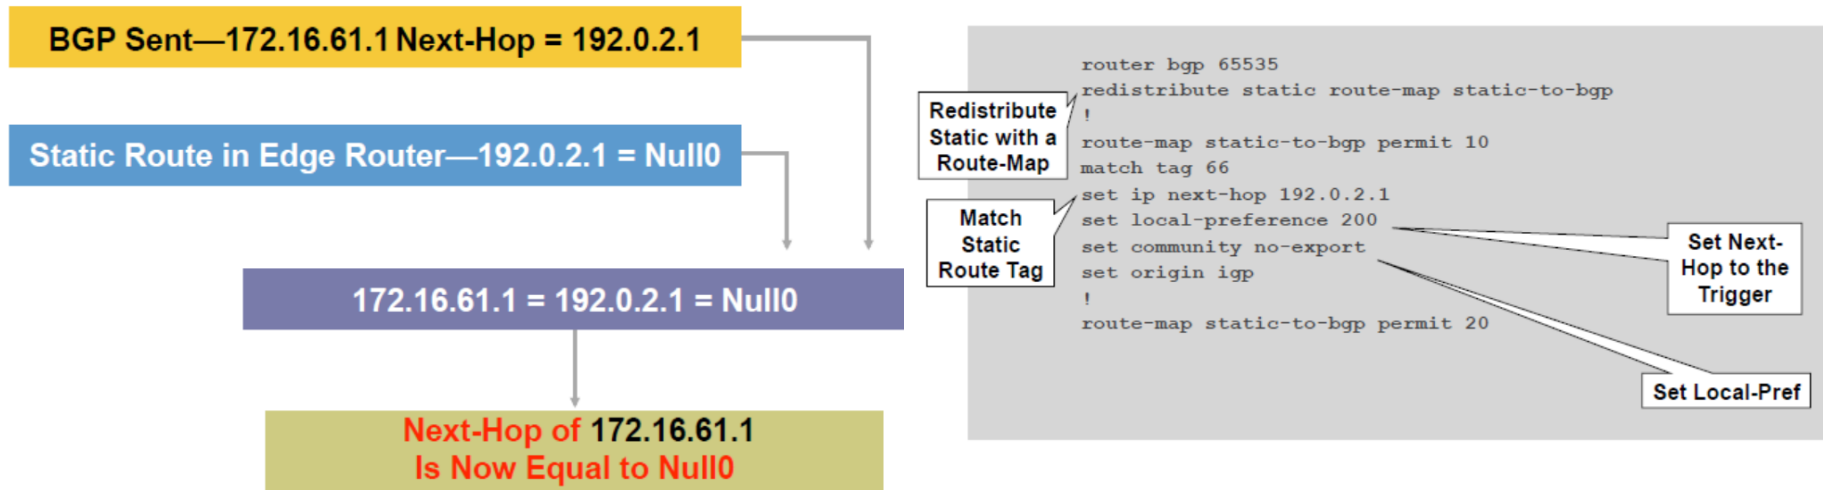 BGP Sent—172.16.61.1 Next-Hop = 192.0.2.1
Static Route in Edge Router—192.0.2.1 = Null0
172.16.61.1 = 192.0.2.1 = Null0
Next-Hop of 172.16.61.1
Is Now Equal to Null0
router bgp 65535
redistribute static route-map static-to-bgp
!
route-map static-to-bgp permit 10
match tag 66
set ip next-hop 192.0.2.1
set local-preference 200
set community no-export
set origin igp
!
route-map static-to-bgp permit 20
Redistribute
Static with a
Route-Map
Match
Static
Route Tag
Set Next-
Hop to the
Trigger
Set Local-Pref